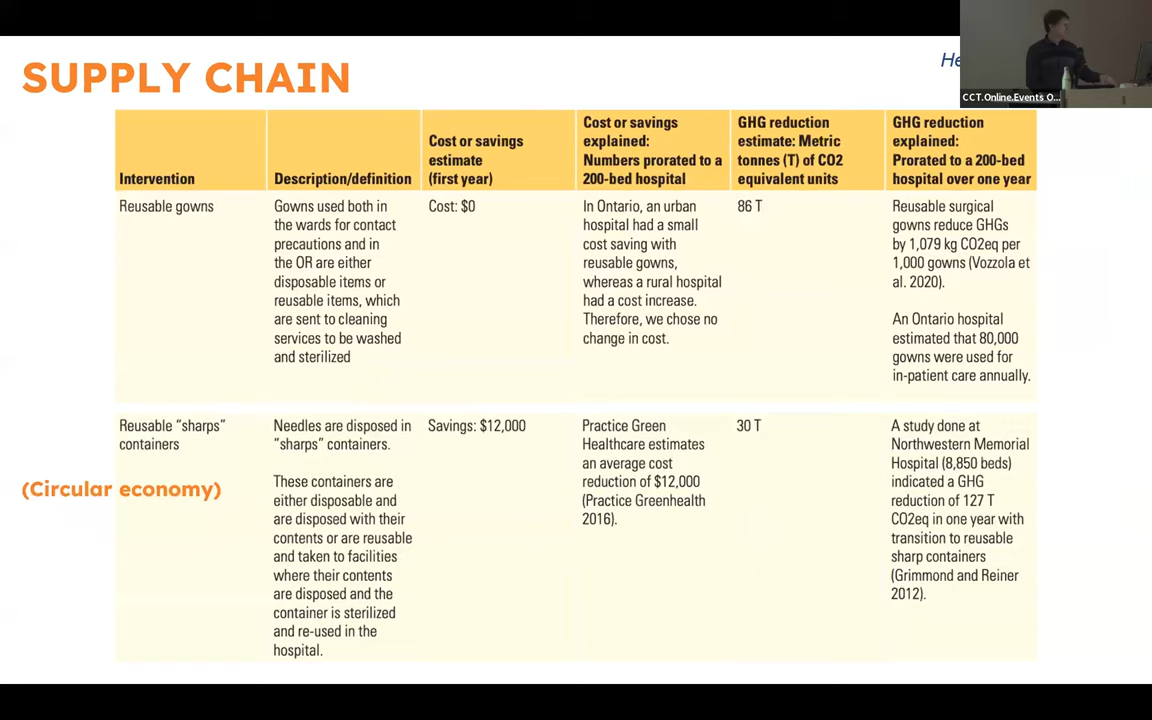 SUPPLY CHAIN
He
CCT.Online.Events O...
Intervention
Description/definition
Cost or savings
estimate
(first year)
Cost or savings
explained:
Numbers prorated to a
200-bed hospital
GHG reduction
estimate: Metric
tonnes (T) of CO2
equivalent units
GHG reduction
explained:
Prorated to a 200-bed
hospital over one year
Reusable gowns
Gowns used both in
the wards for contact
precautions and in
the OR are either
disposable items or
reusable items, which
are sent to cleaning
services to be washed
and sterilized
Cost: $0
In Ontario, an urban
hospital had a small
cost saving with
reusable gowns,
whereas a rural hospital
had a cost increase.
Therefore, we chose no
change in cost.
86 T
Reusable surgical
gowns reduce GHGs
by 1,079 kg CO2eq per
1,000 gowns (Vozzola et
al. 2020).
An Ontario hospital
estimated that 80,000
gowns were used for
in-patient care annually.
Reusable “sharps”
containers
(Circular economy)
Needles are disposed in
“sharps” containers.
These containers are
either disposable and
are disposed with their
contents or are reusable
and taken to facilities
where their contents
are disposed and the
container is sterilized
and re-used in the
hospital.
Savings: $12,000
Practice Green
Healthcare estimates
an average cost
reduction of $12,000
(Practice Greenhealth
2016).
30 T
A study done at
Northwestern Memorial
Hospital (8,850 beds)
indicated a GHG
reduction of 127 T
CO2eq in one year with
transition to reusable
sharp containers
(Grimmond and Reiner
2012).